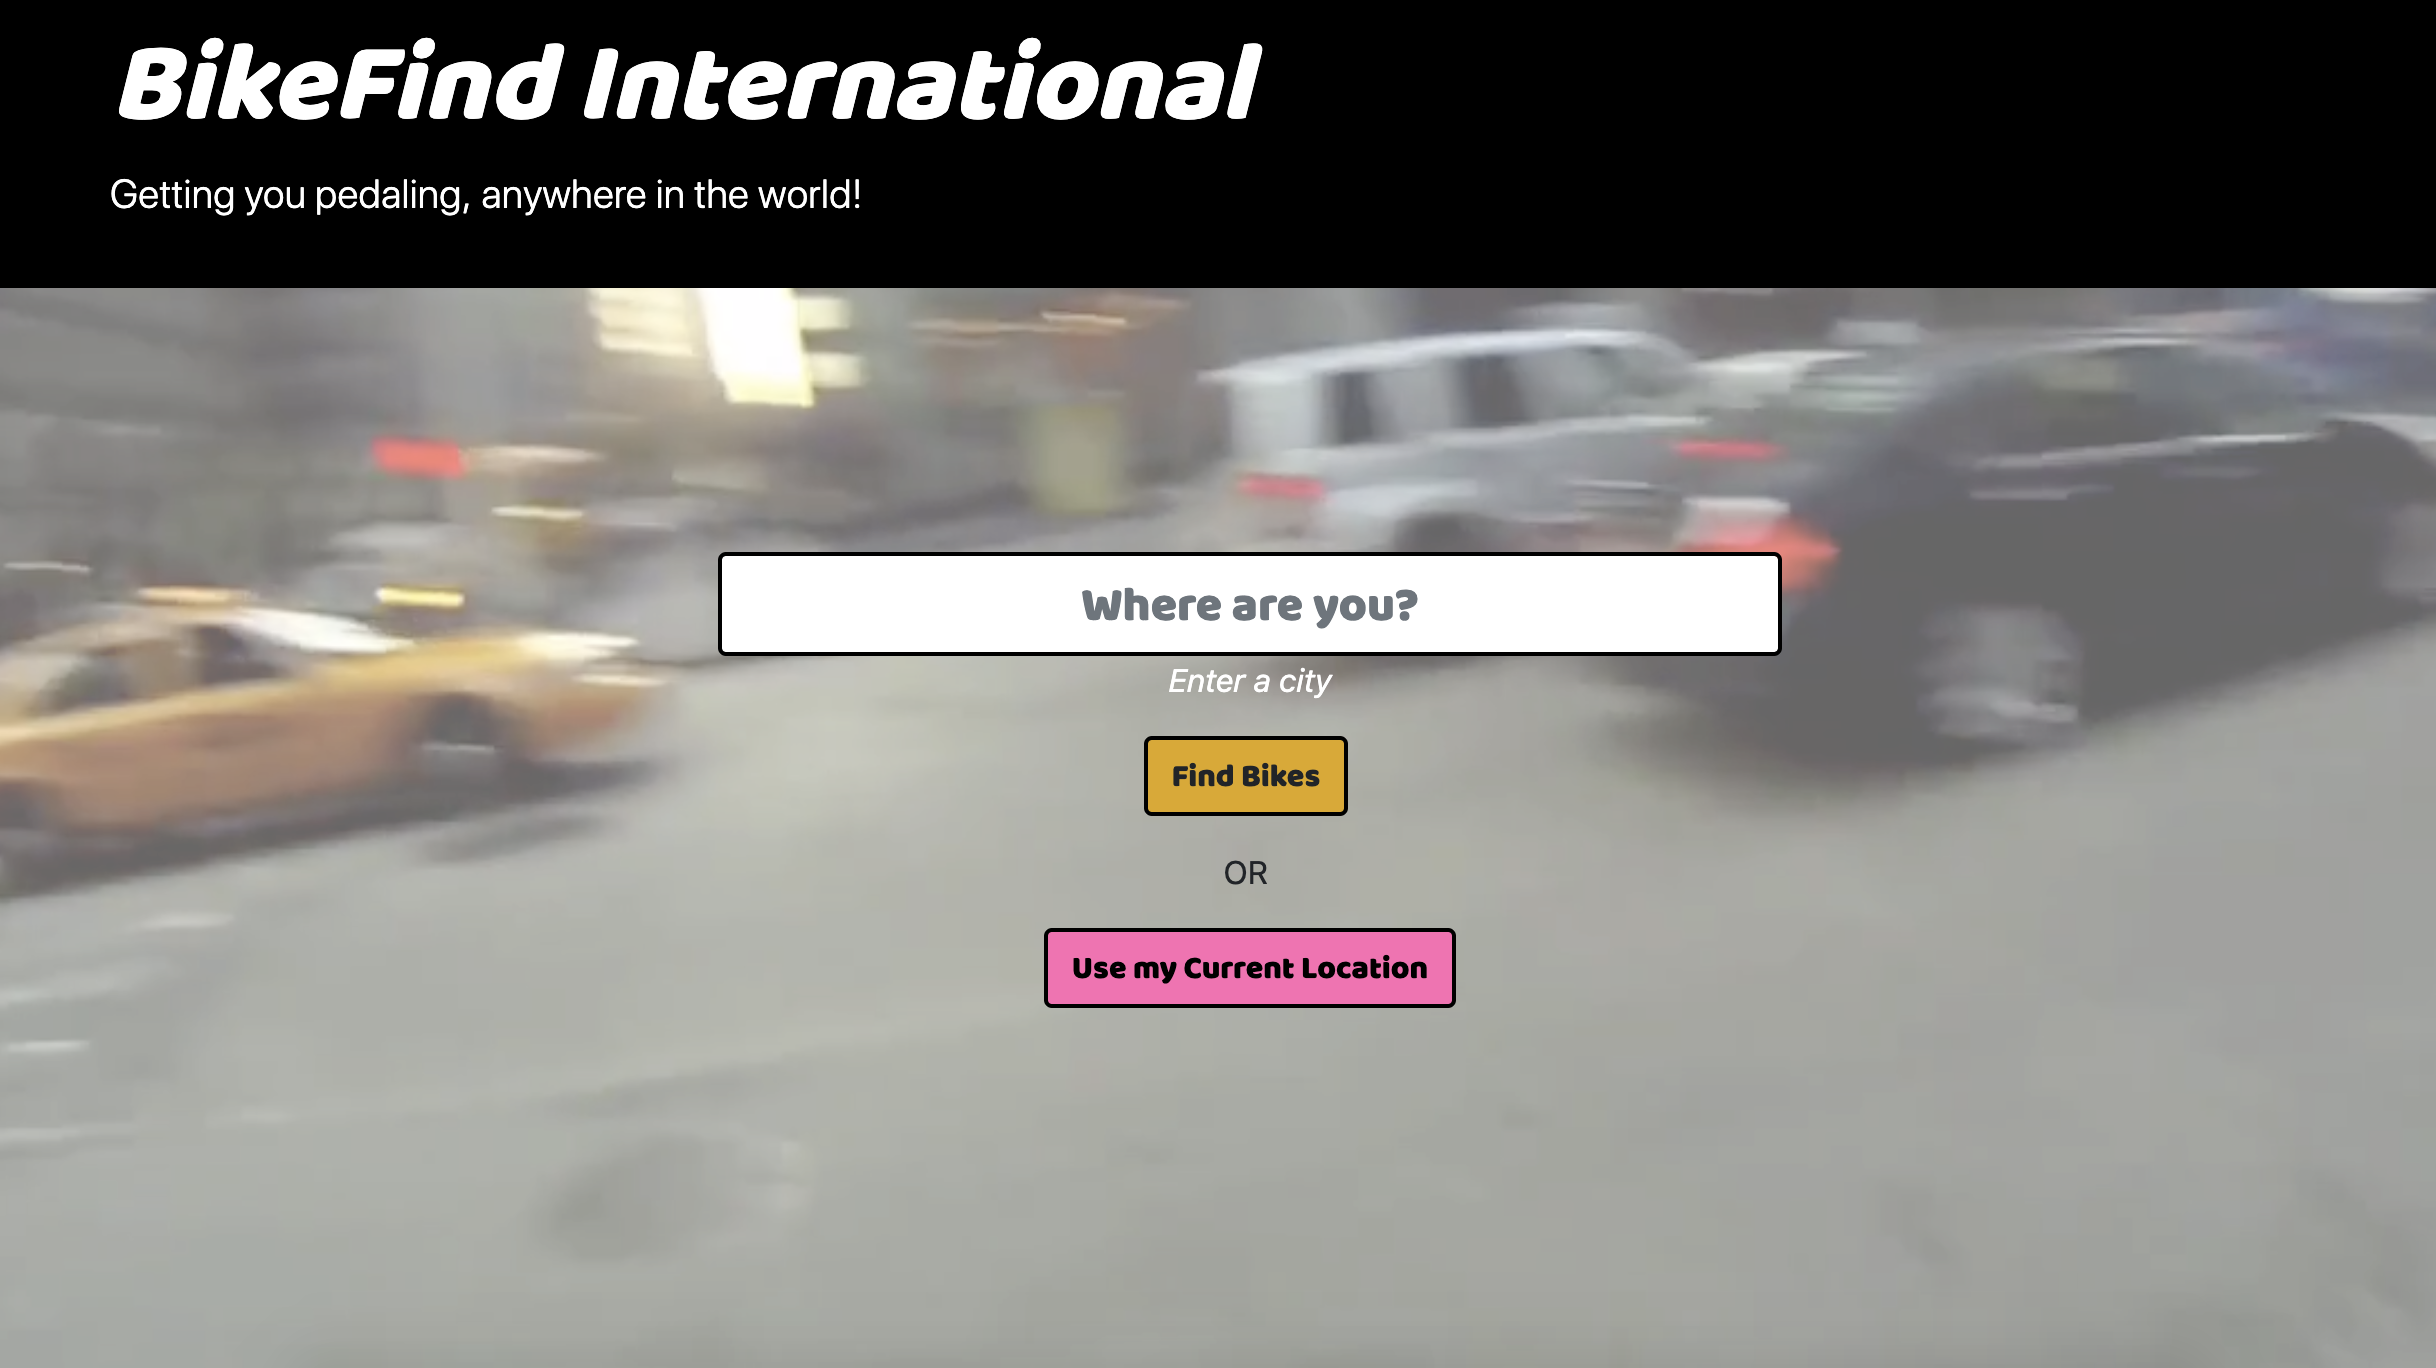 BikeFind International
Getting you pedaling, anywhere in the world!
Where are you?
Enter a city
Find Bikes
OR
Use my Current Location